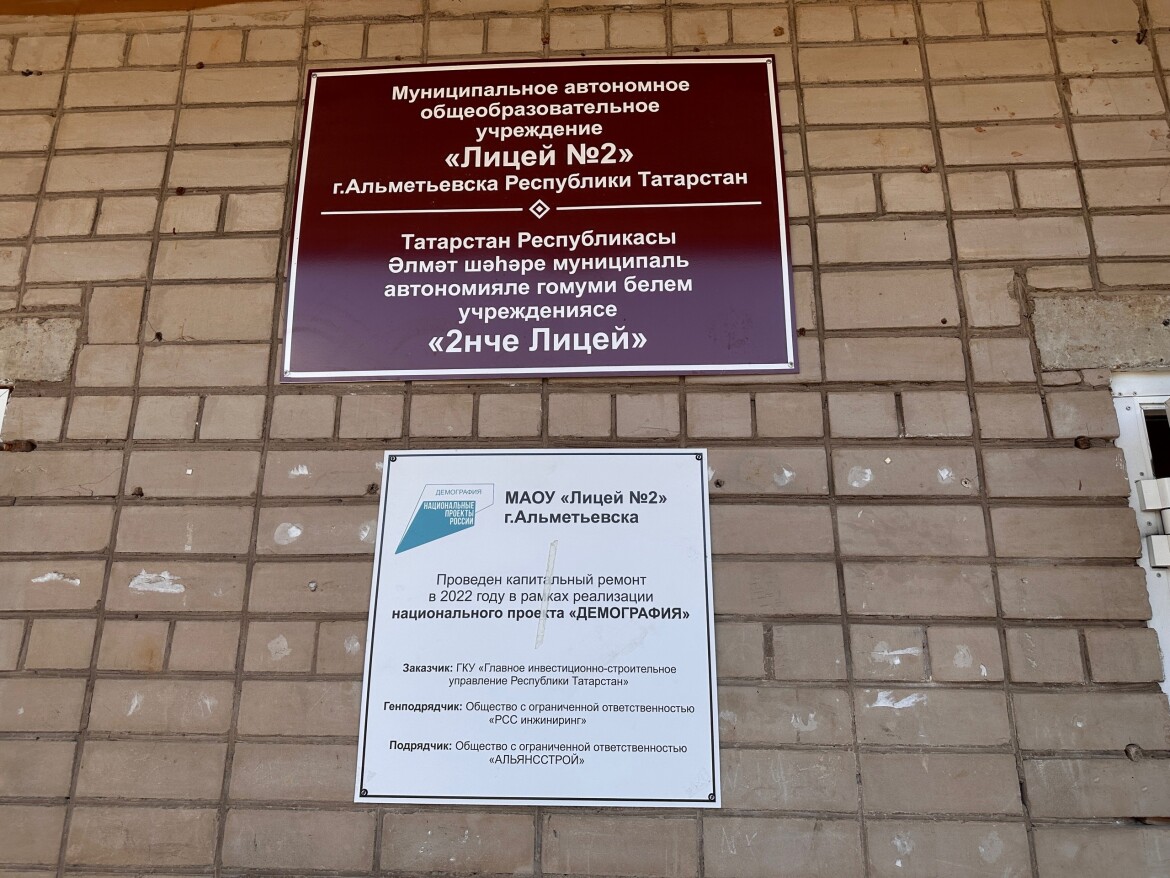 Муниципальное автономное
общеобразовательное
учреждение
«Лицей №2»
г.Альметьевска Республики Татарстан
Татарстан Республикасы
Әлмәт шәһәре муниципаль
автономияле гомуми белем
учреждениясе
«2нче Лицей»
ДЕМОГРАФИЯ
НАЦИОНАЛЬНЫЕ
ПРОЕКТЫ
РОССИИ
МАОУ «Лицей №2»
г.Альметьевска
Проведен капитальный ремонт
в 2022 году в рамках реализации
национального проекта «ДЕМОГРАФИЯ»
Заказчик: ГКУ «Главное инвестиционно-строительное
управление Республики Татарстан»
Генподрядчик: Общество с ограниченной ответственностью
«РСС инжиниринг»
Подрядчик: Общество с ограниченной ответственностью
«АЛЬЯНССТРОЙ»